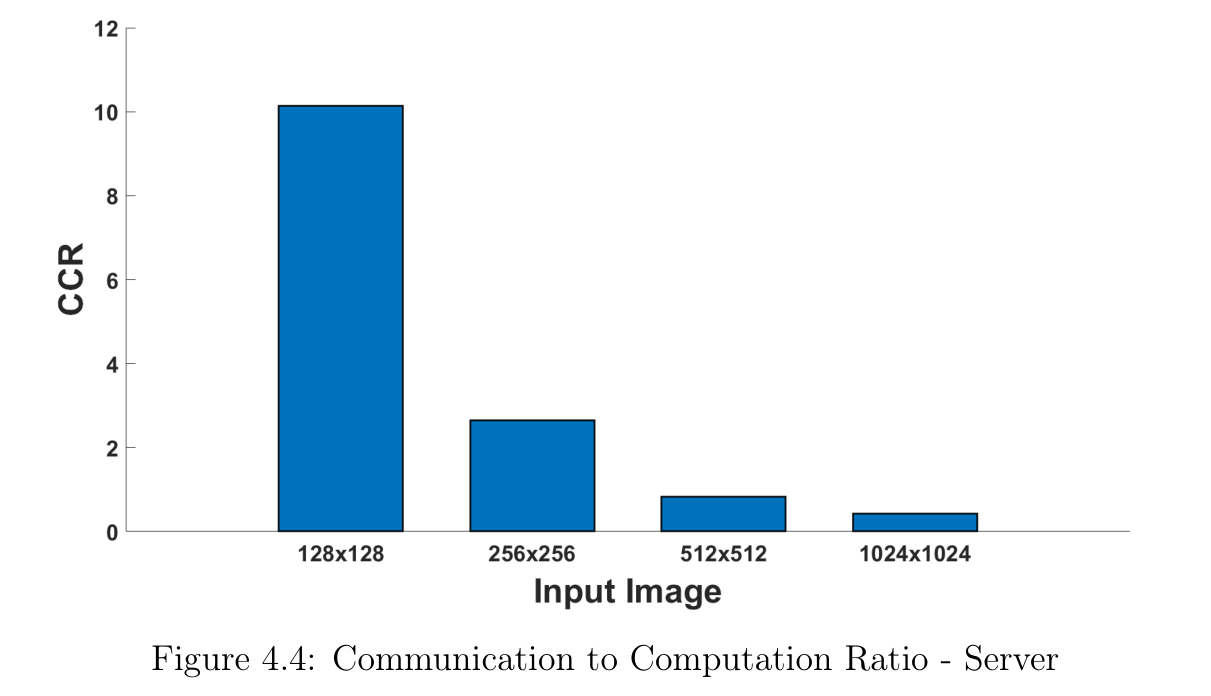 12
10
8
6
4
2
0
CCR
128x128 256x256 512x512 1024x1024
Input Image
Figure 4.4: Communication to Computation Ratio - Server